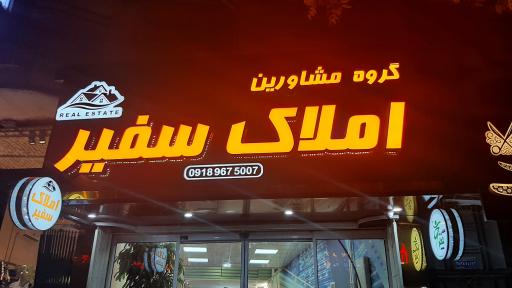 گروه مشاورین
املاک سفیر
REAL ESTATE
0918 967 5007
املاک
سفیر